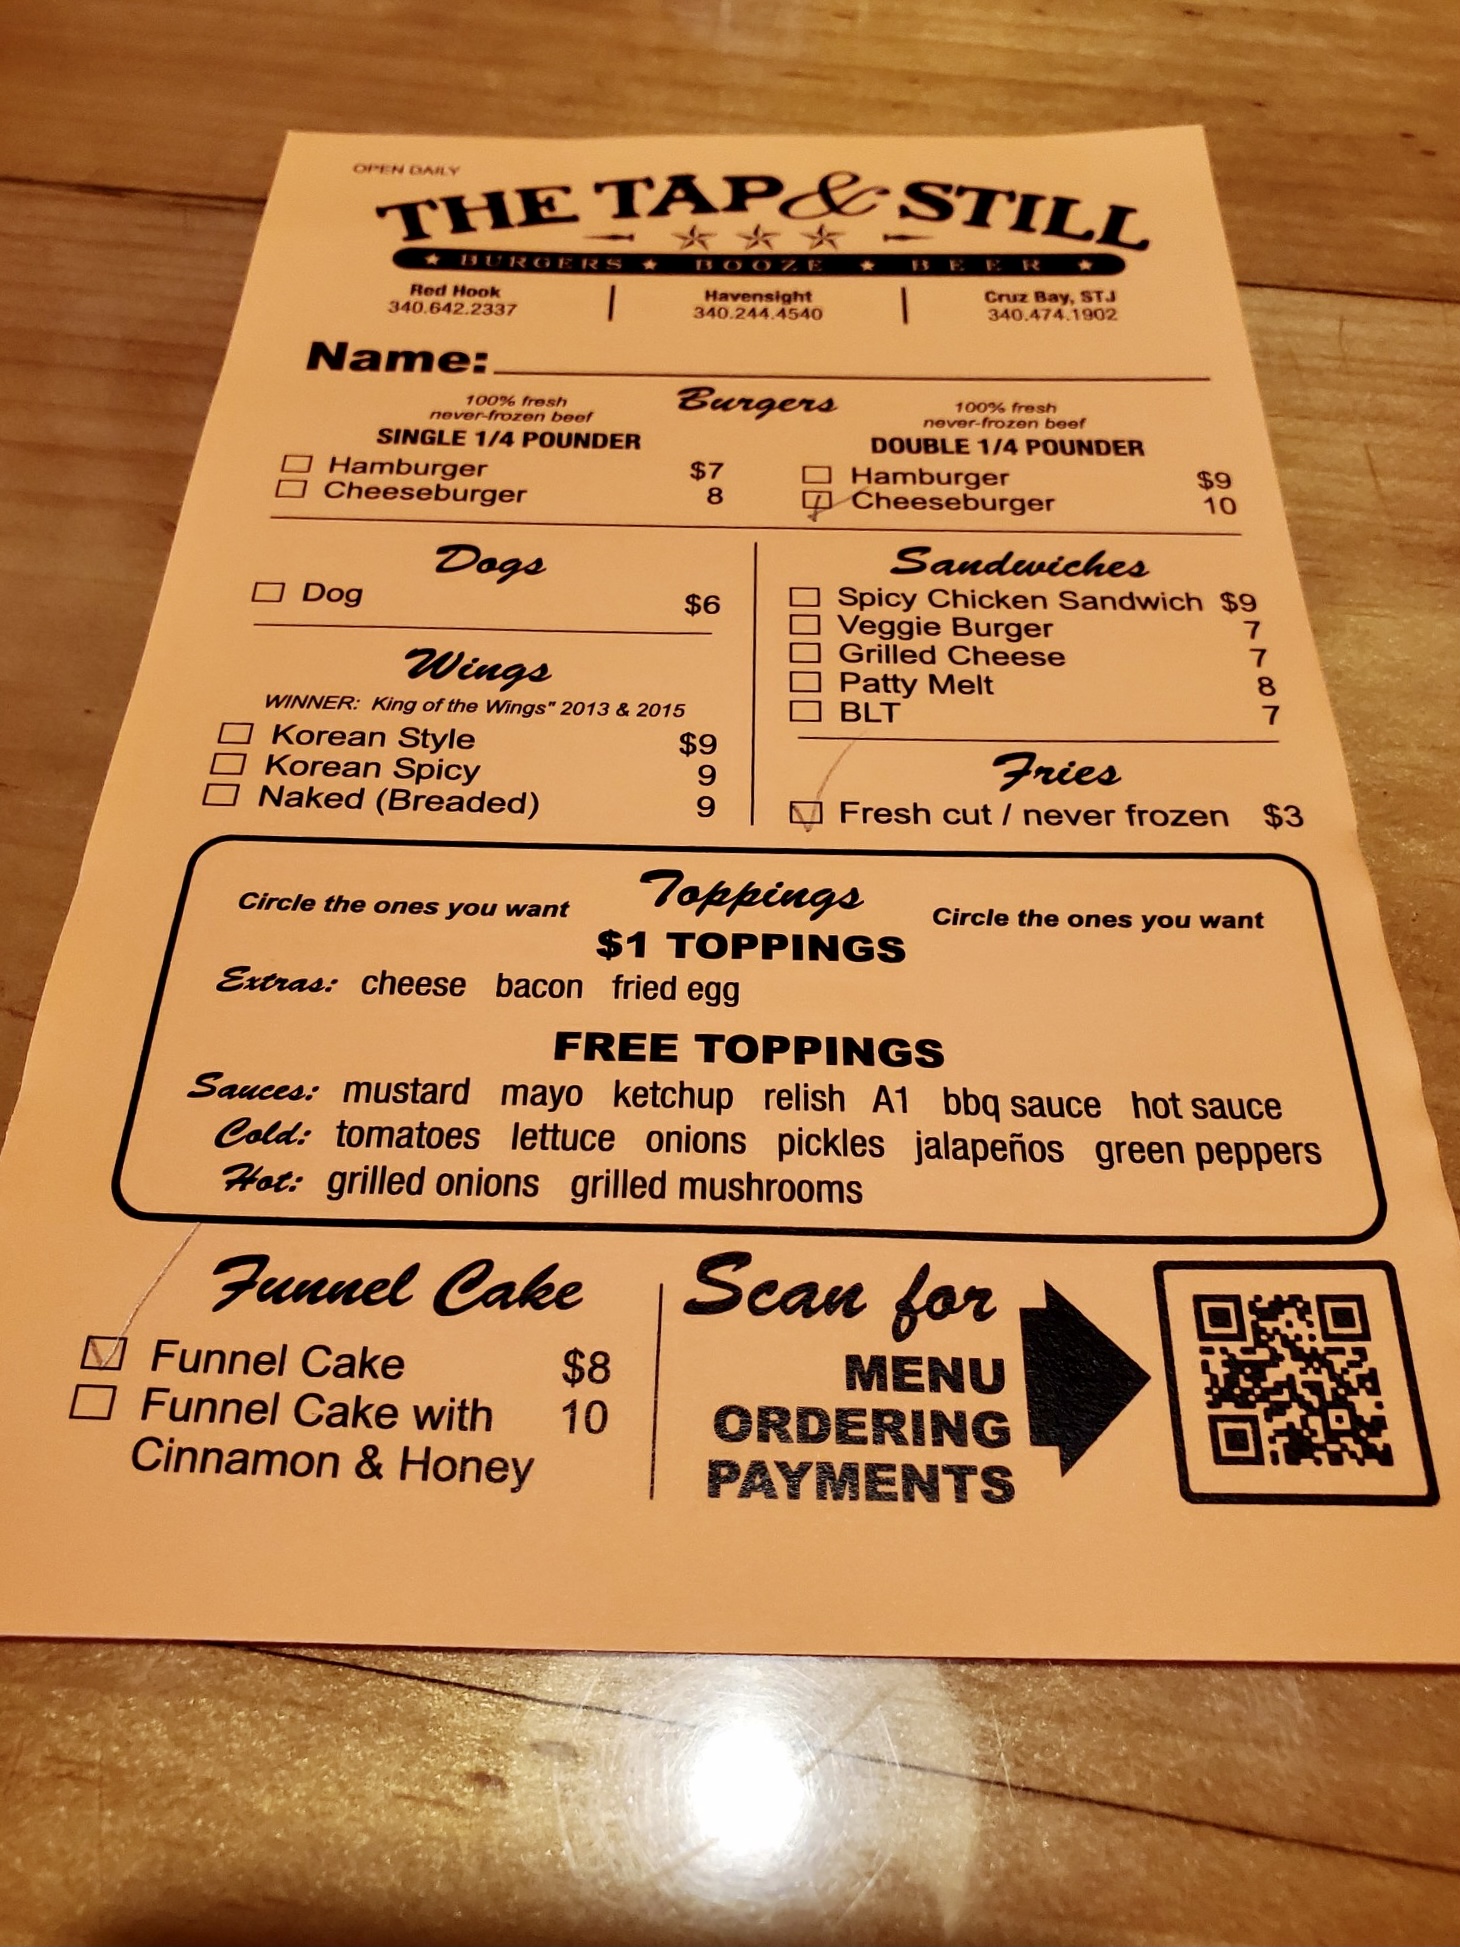 OPEN DAILY
THE TAP & STILL
BURGERS ★ BOOZE ★ BEER
Red Hook | Havensight | Cruz Bay, STJ
340.642.2337 | 340.244.4540 | 340.474.1902
Name:
Burgers
100% fresh
never-frozen beef
SINGLE 1/4 POUNDER
Hamburger $7
Cheeseburger 8
100% fresh
never-frozen beef
DOUBLE 1/4 POUNDER
Hamburger $9
Cheeseburger 10
Dogs
Dog $6
Wings
WINNER: King of the Wings" 2013 & 2015
Korean Style $9
Korean Spicy 9
Naked (Breaded) 9
Sandwiches
Spicy Chicken Sandwich $9
Veggie Burger 7
Grilled Cheese 7
Patty Melt 8
BLT 7
Fries
Fresh cut / never frozen $3
Toppings
Circle the ones you want Circle the ones you want
$1 TOPPINGS
Extras: cheese bacon fried egg
FREE TOPPINGS
Sauces: mustard mayo ketchup relish A1 bbq sauce hot sauce
Cold: tomatoes lettuce onions pickles jalapeños green peppers
Hot: grilled onions grilled mushrooms
Funnel Cake
Funnel Cake $8
Funnel Cake with 10
Cinnamon & Honey
Scan for
MENU
ORDERING
PAYMENTS